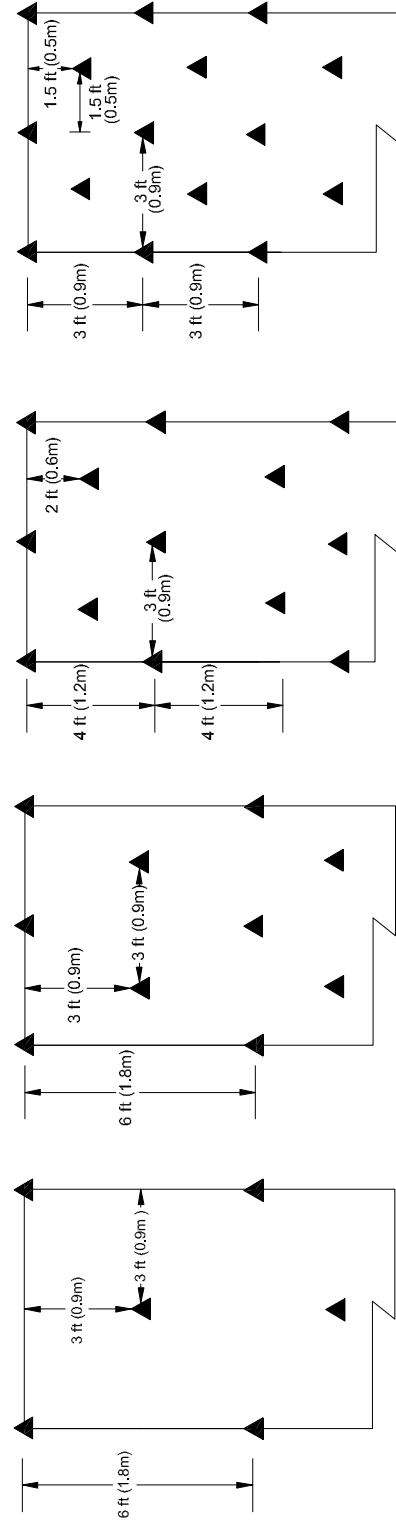 3 ft (0.9m)
3 ft (0.9m)
1.5 ft (0.5m)
1.5 ft
(0.5m)
3 ft
(0.9m)
4 ft (1.2m)
4 ft (1.2m)
2 ft (0.6m)
3 ft
(0.9m)
6 ft (1.8m)
3 ft (0.9m)
3 ft (0.9m)
6 ft (1.8m)
3 ft (0.9m)
3 ft (0.9m )